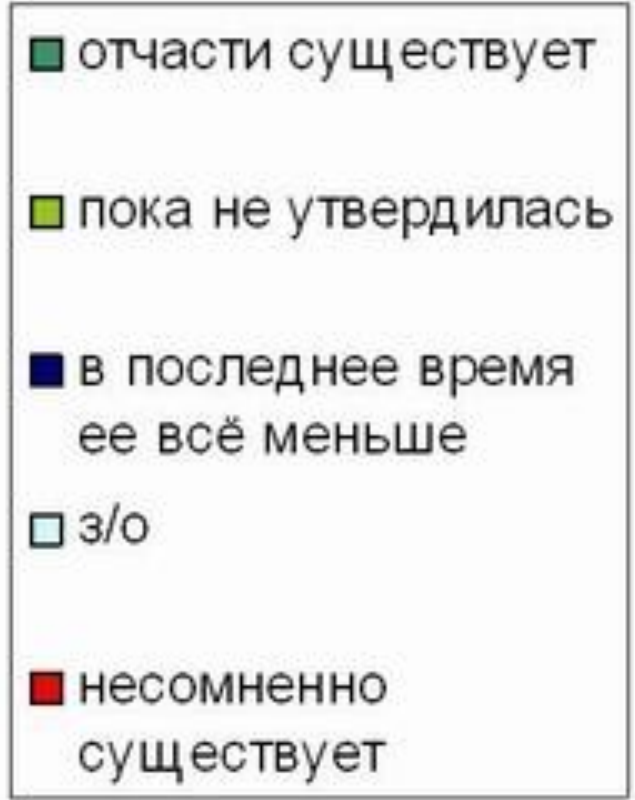 отчасти существует
пока не утвердилась
в последнее время
ее всё меньше
з/о
несомненно
существует